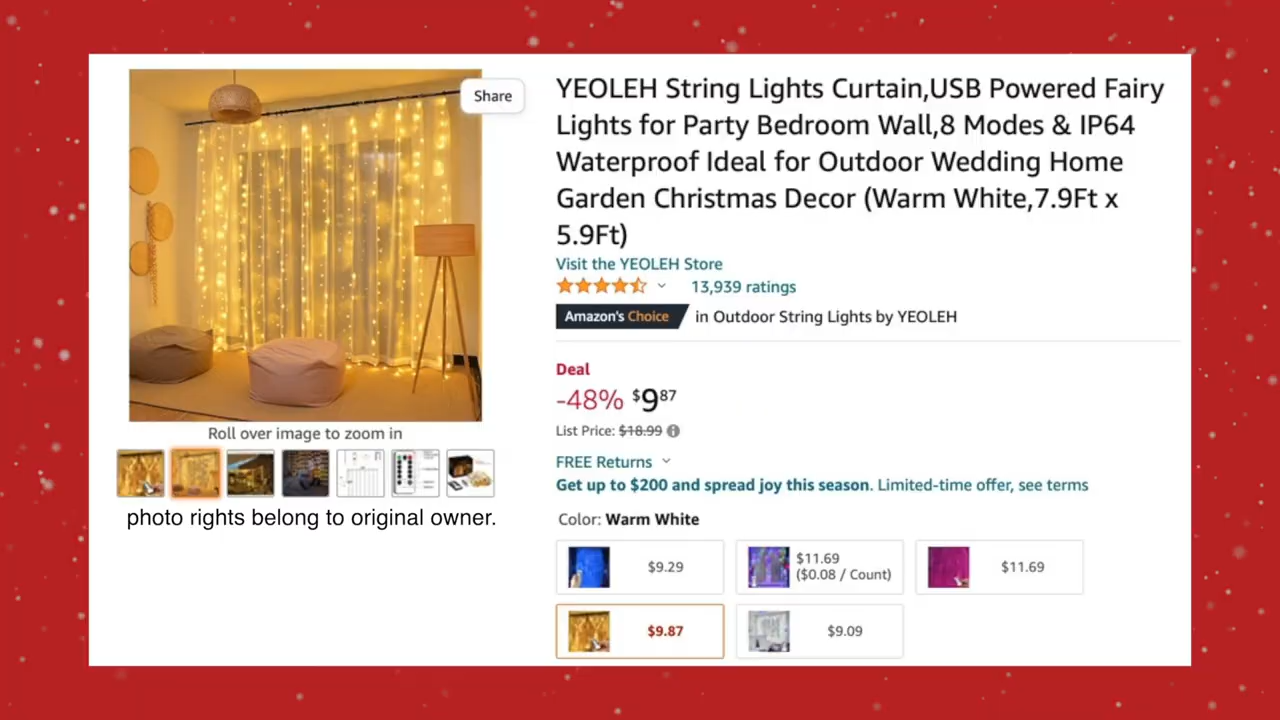 Share
YEOLEH String Lights Curtain,USB Powered Fairy
Lights for Party Bedroom Wall,8 Modes & IP64
Waterproof Ideal for Outdoor Wedding Home
Garden Christmas Decor (Warm White,7.9Ft x
5.9Ft)
Visit the YEOLEH Store
13,939 ratings
Amazon's Choice in Outdoor String Lights by YEOLEH
Deal
-48% $9⁸⁷
List Price: $18.99
FREE Returns
Get up to $200 and spread joy this season. Limited-time offer, see terms
Color: Warm White
$9.29
$11.69
($0.08 / Count)
$11.69
$9.87
$9.09
Roll over image to zoom in
photo rights belong to original owner.